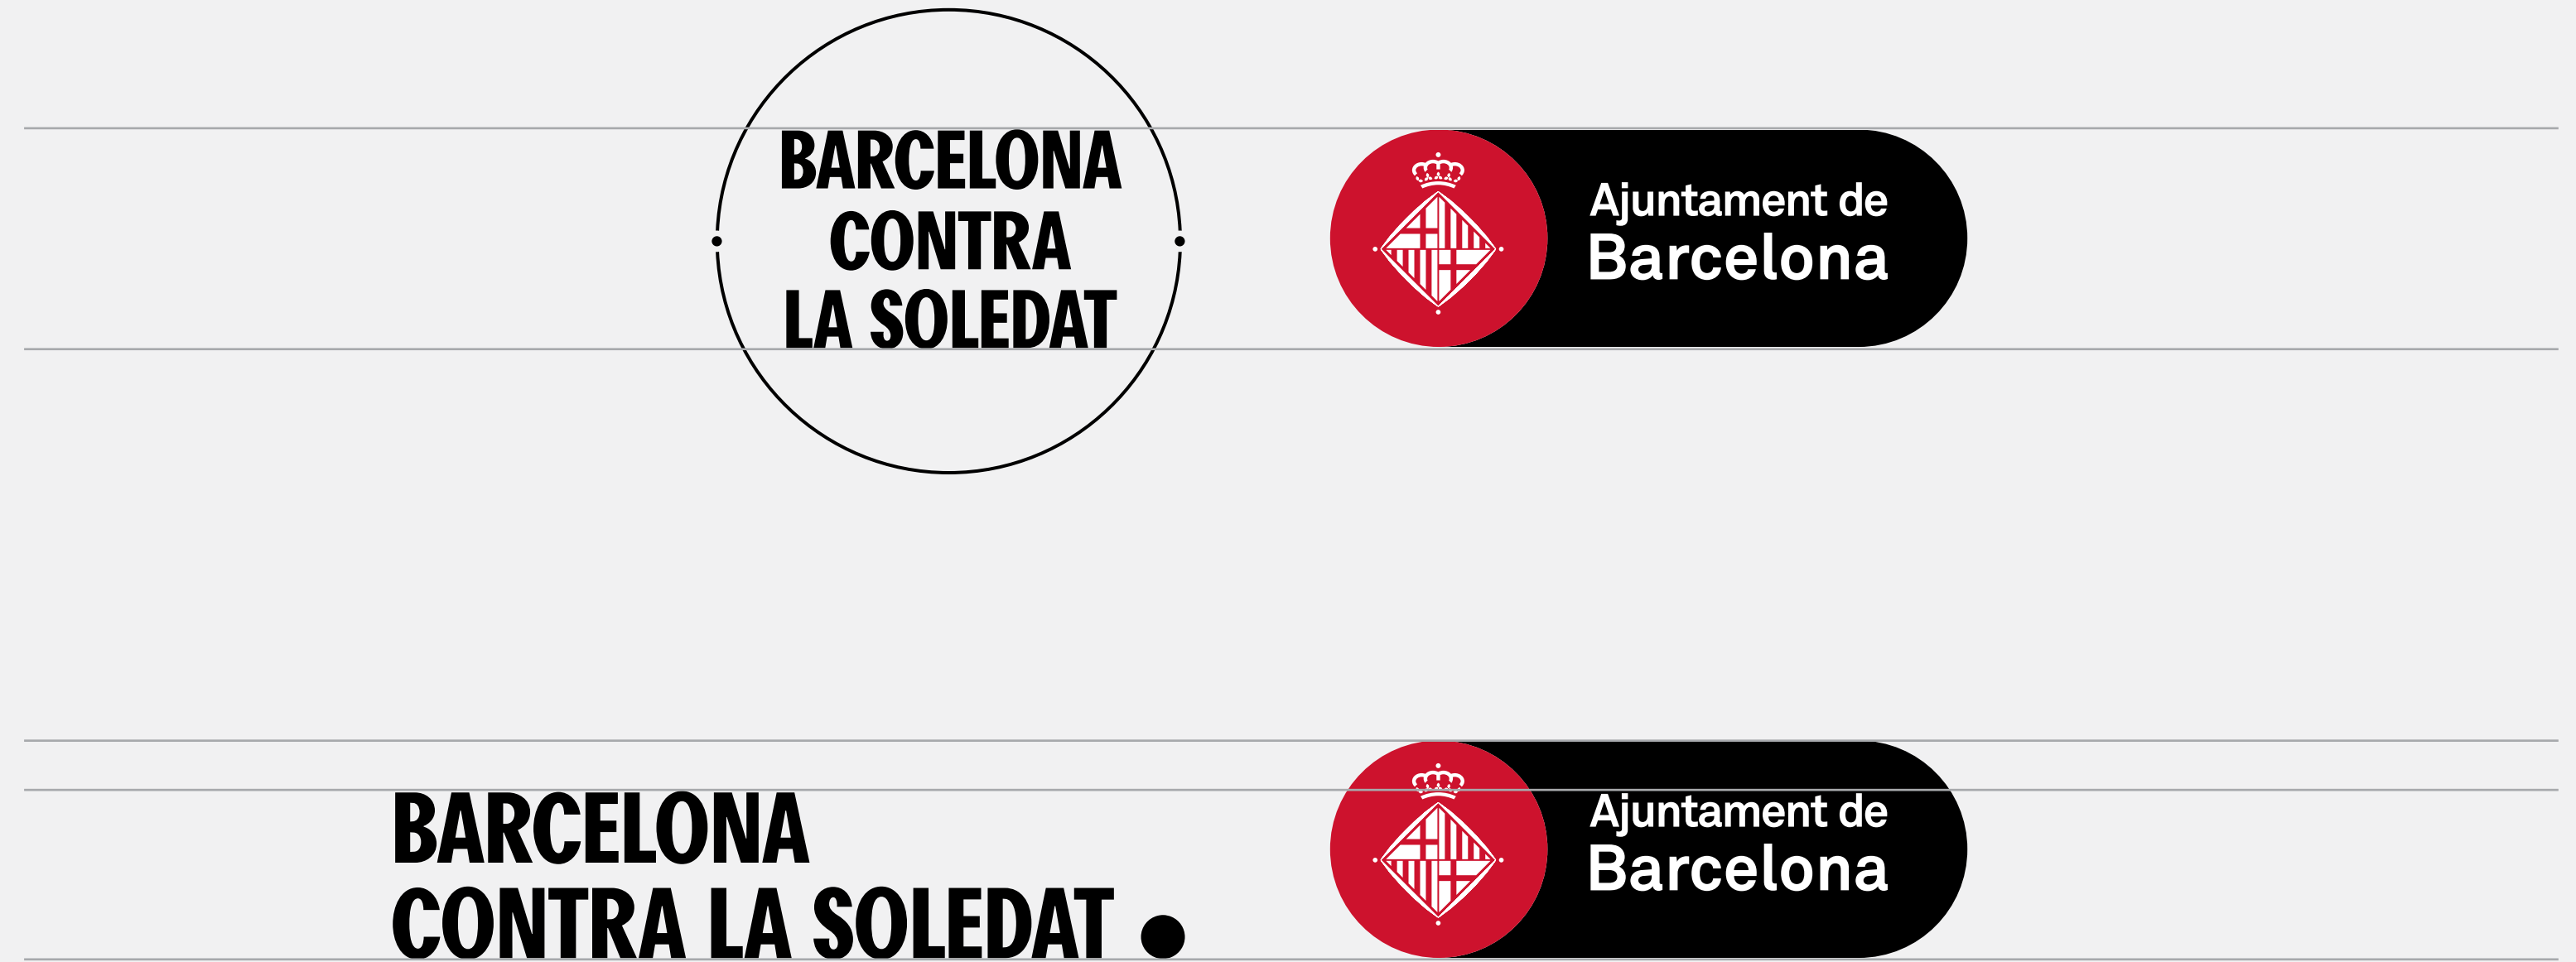 BARCELONA
CONTRA
LA SOLEDAT
Ajuntament de
Barcelona
BARCELONA
CONTRA LA SOLEDAT
Ajuntament de
Barcelona